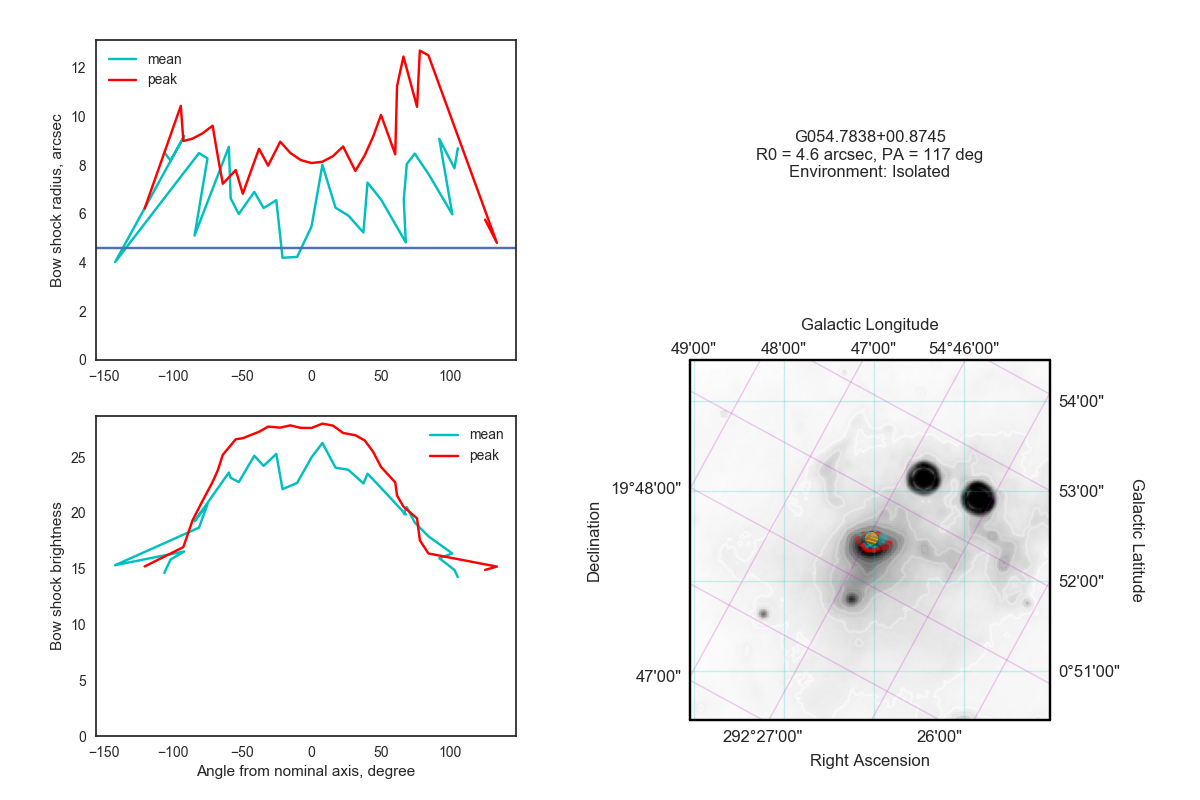 mean
peak
12
10
8
6
4
2
0
Bow shock radius, arcsec
−150 −100 −50 0 50 100
G054.7838+00.8745
R0 = 4.6 arcsec, PA = 117 deg
Environment: Isolated
mean
peak
25
20
15
10
5
0
Bow shock brightness
−150 −100 −50 0 50 100
Angle from nominal axis, degree
Galactic Longitude
49'00" 48'00" 47'00" 54°46'00"
54'00"
53'00"
52'00"
0°51'00"
Galactic Latitude
19°48'00"
47'00"
Declination
292°27'00" 26'00"
Right Ascension